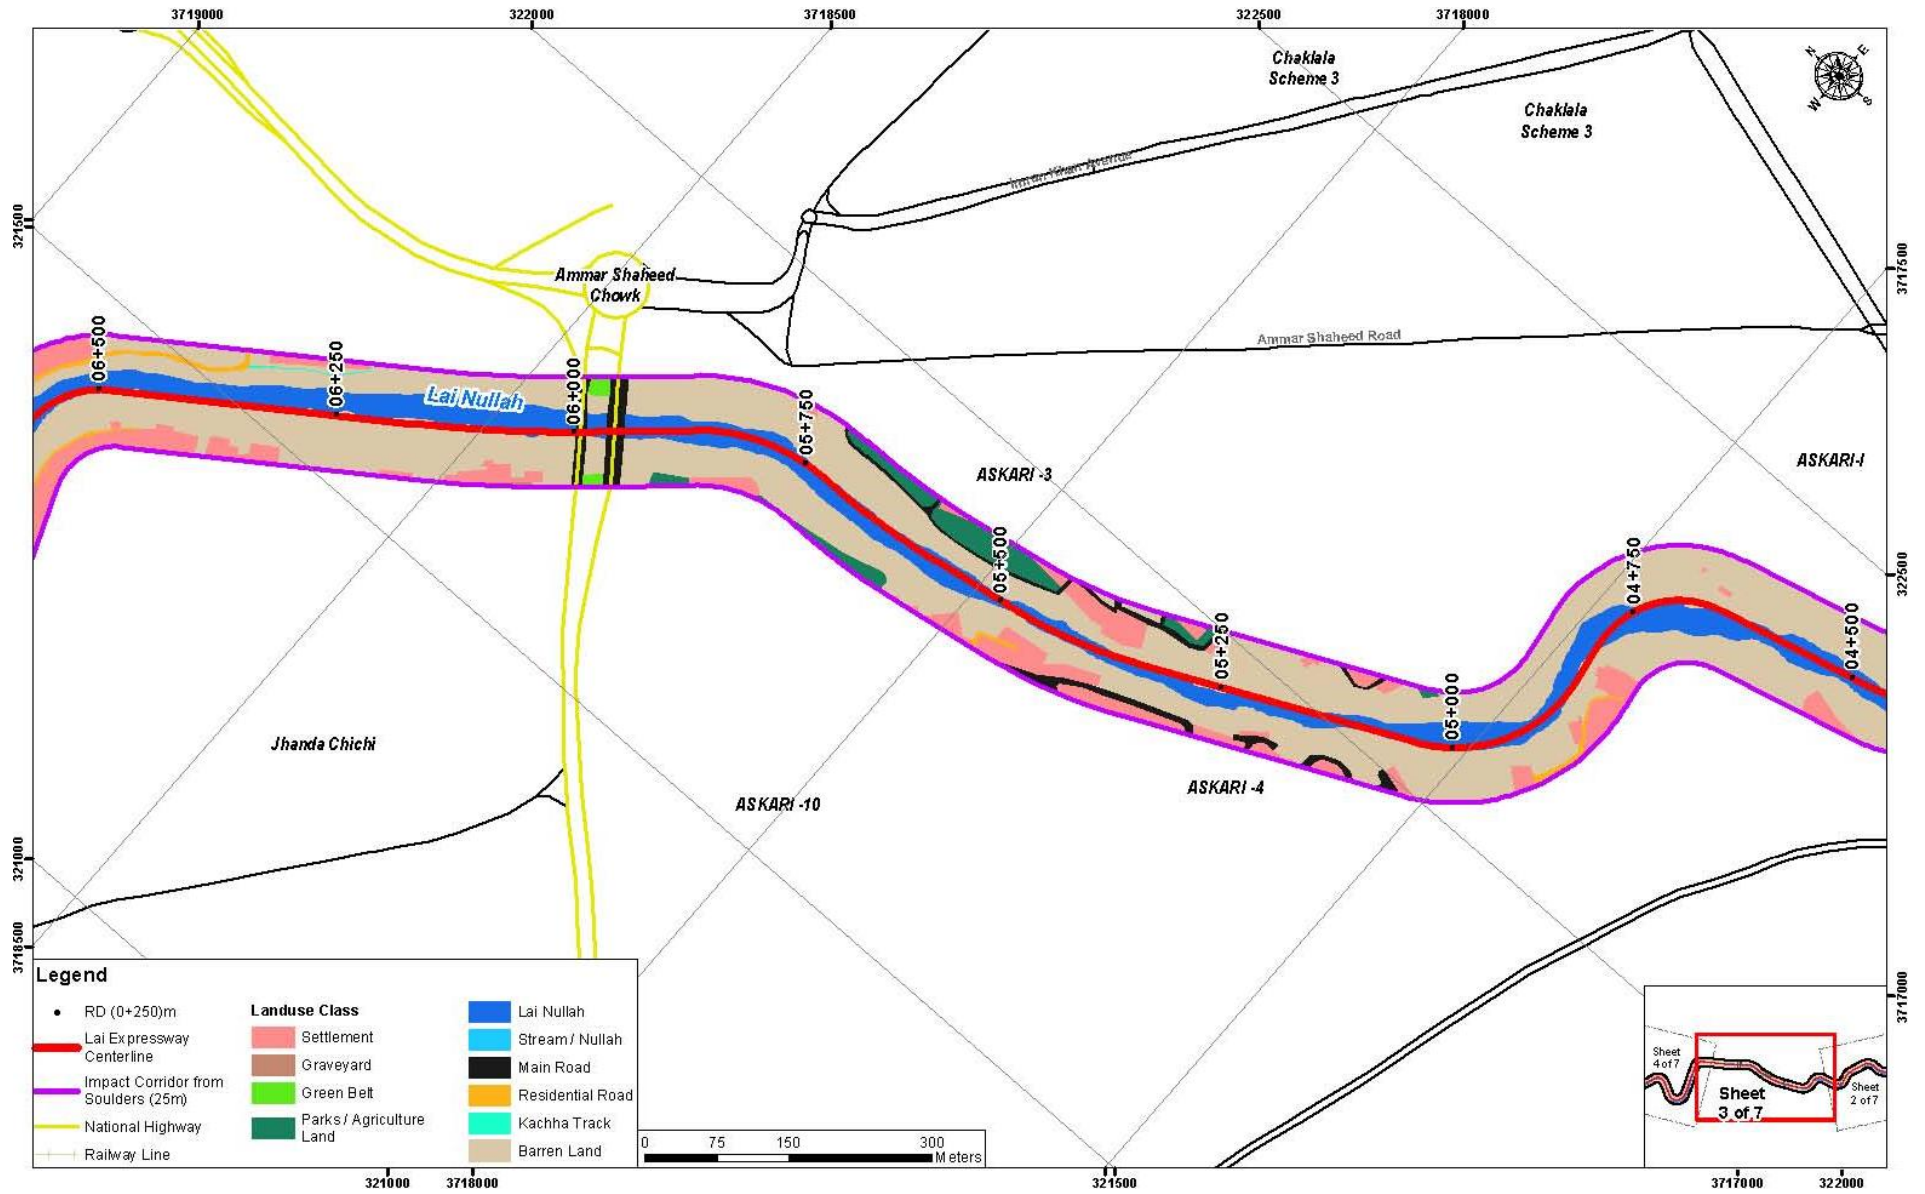 3719000
322000
3718500
322500
3718000
Chaklala
Scheme 3
N
E
W
S
Chaklala
Scheme 3
Imran Khan Avenue
321500
3717500
Ammar Shaheed
Chowk
Ammar Shaheed Road
06+500
06+250
Lai Nullah
06+000
05+750
ASKARI -3
ASKARI-I
05+500
04+750
322500
05+250
04+500
05+000
Jhanda Chichi
ASKARI -10
ASKARI -4
321000
3718500
3717000
Legend
RD (0+250)m
Lai Expressway
Centerline
Impact Corridor from
Soulders (25m)
National Highway
Railway Line
Landuse Class
Settlement
Graveyard
Green Belt
Parks / Agriculture
Land
Lai Nullah
Stream / Nullah
Main Road
Residential Road
Kachha Track
Barren Land
0 75 150 300
Meters
Sheet
4 of 7
Sheet
3 of 7
Sheet
2 of 7
321000
3718000
321500
3717000
322000